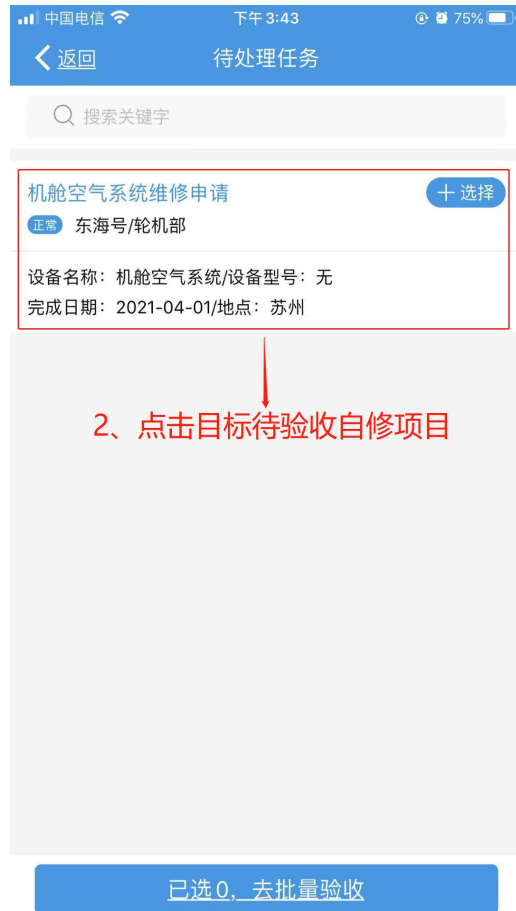 中国电信 下午3:43 75%
返回 待处理任务
搜索关键字
机舱空气系统维修申请 十选择
正常 东海号/轮机部
设备名称：机舱空气系统/设备型号：无
完成日期：2021-04-01/地点：苏州
2、点击目标待验收自修项目
已选0，去批量验收